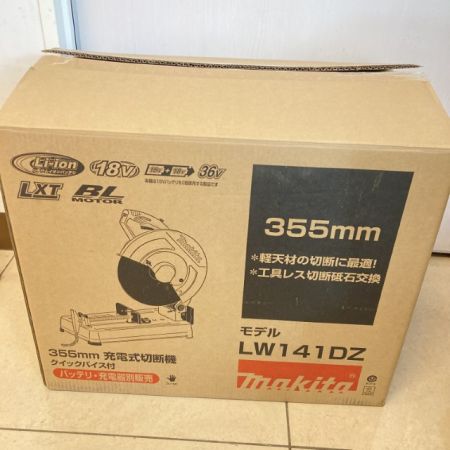 Li-ion
18V
18V+18V
36V
LXT
BL
MOTOR
355mm
*軽天材の切断に最適!
*工具レス切断砥石交換
355mm 充電式切断機
クイックバイス付
バッテリ・充電器別販売
モデル
LW141DZ
makita